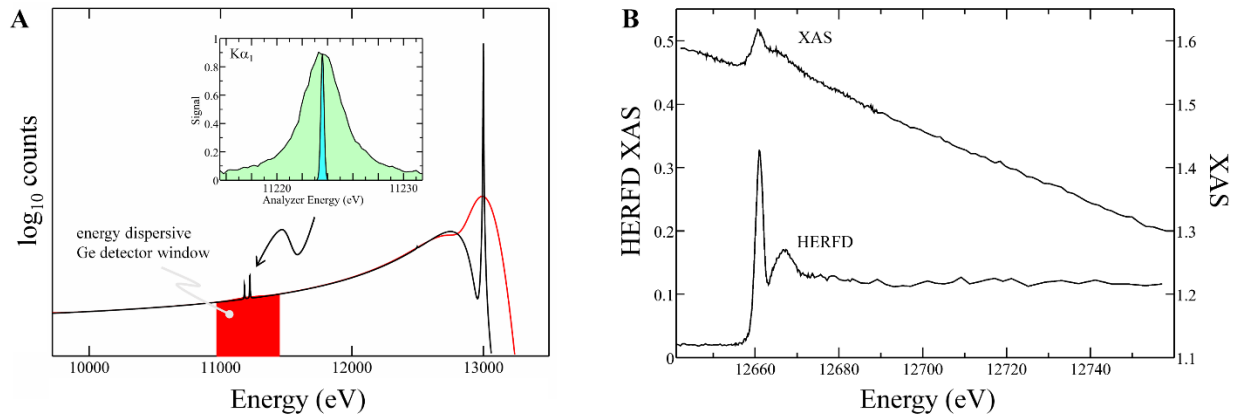 A
log10 counts
energy dispersive
Ge detector window
Kα1
Signal
1
0.8
0.6
0.4
0.2
0
11220
11230
Analyzer Energy (eV)
10000
11000
12000
13000
Energy (eV)
B
HERFD XAS
0.5
0.4
0.3
0.2
0.1
0
XAS
HERFD
1.6
1.5
1.4
1.3
1.2
1.1
XAS
12660
12680
12700
12720
12740
Energy (eV)